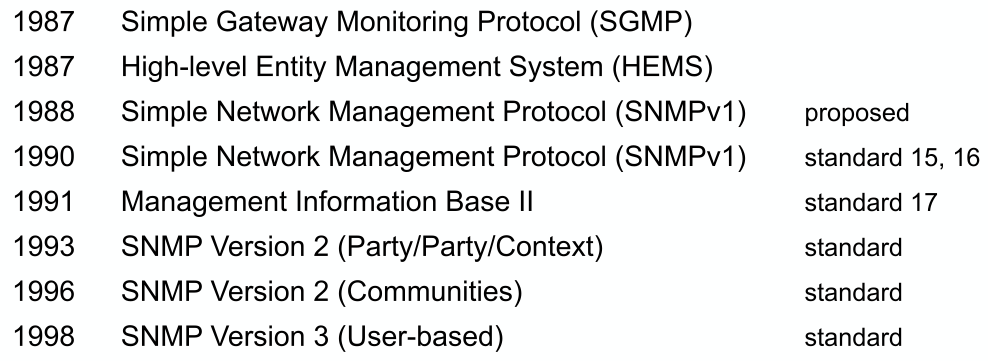 1987 Simple Gateway Monitoring Protocol (SGMP)
1987 High-level Entity Management System (HEMS)
1988 Simple Network Management Protocol (SNMPv1) proposed
1990 Simple Network Management Protocol (SNMPv1) standard 15, 16
1991 Management Information Base II standard 17
1993 SNMP Version 2 (Party/Party/Context) standard
1996 SNMP Version 2 (Communities) standard
1998 SNMP Version 3 (User-based) standard